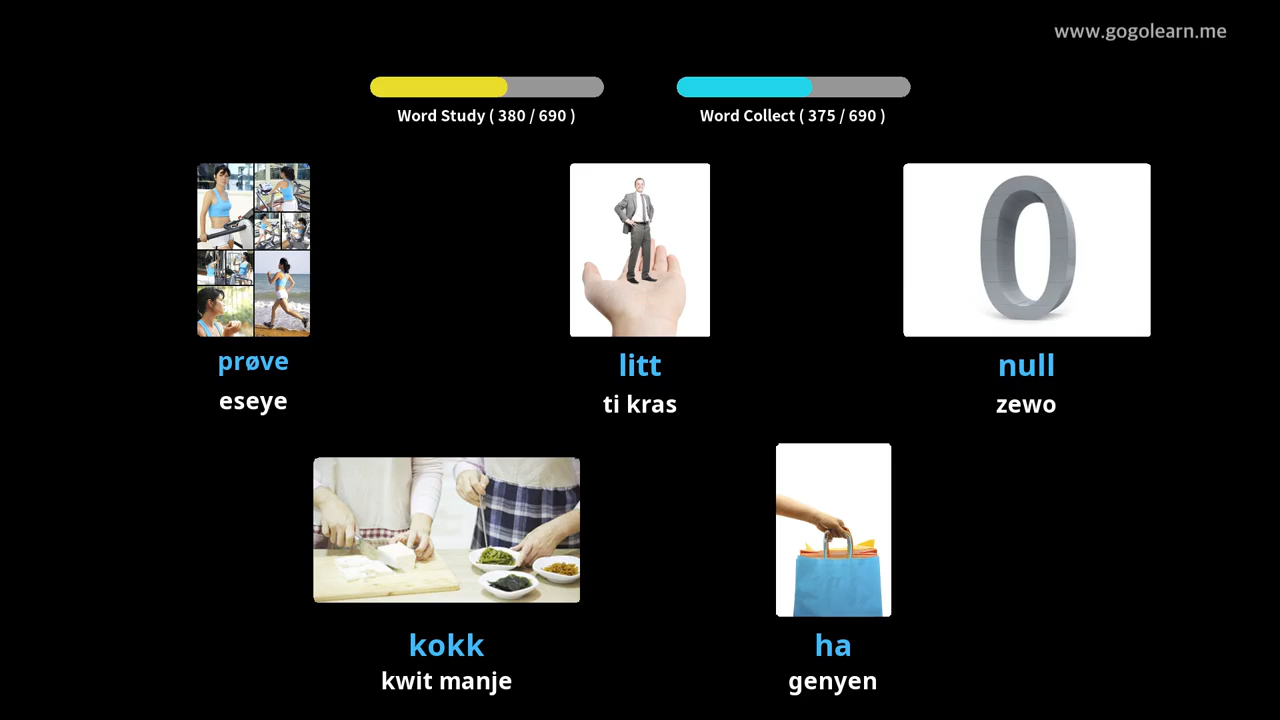 www.gogolearn.me
Word Study ( 380 / 690 )
Word Collect ( 375 / 690 )
prøve
eseye
litt
ti kras
null
zewo
kokk
kwit manje
ha
genyen